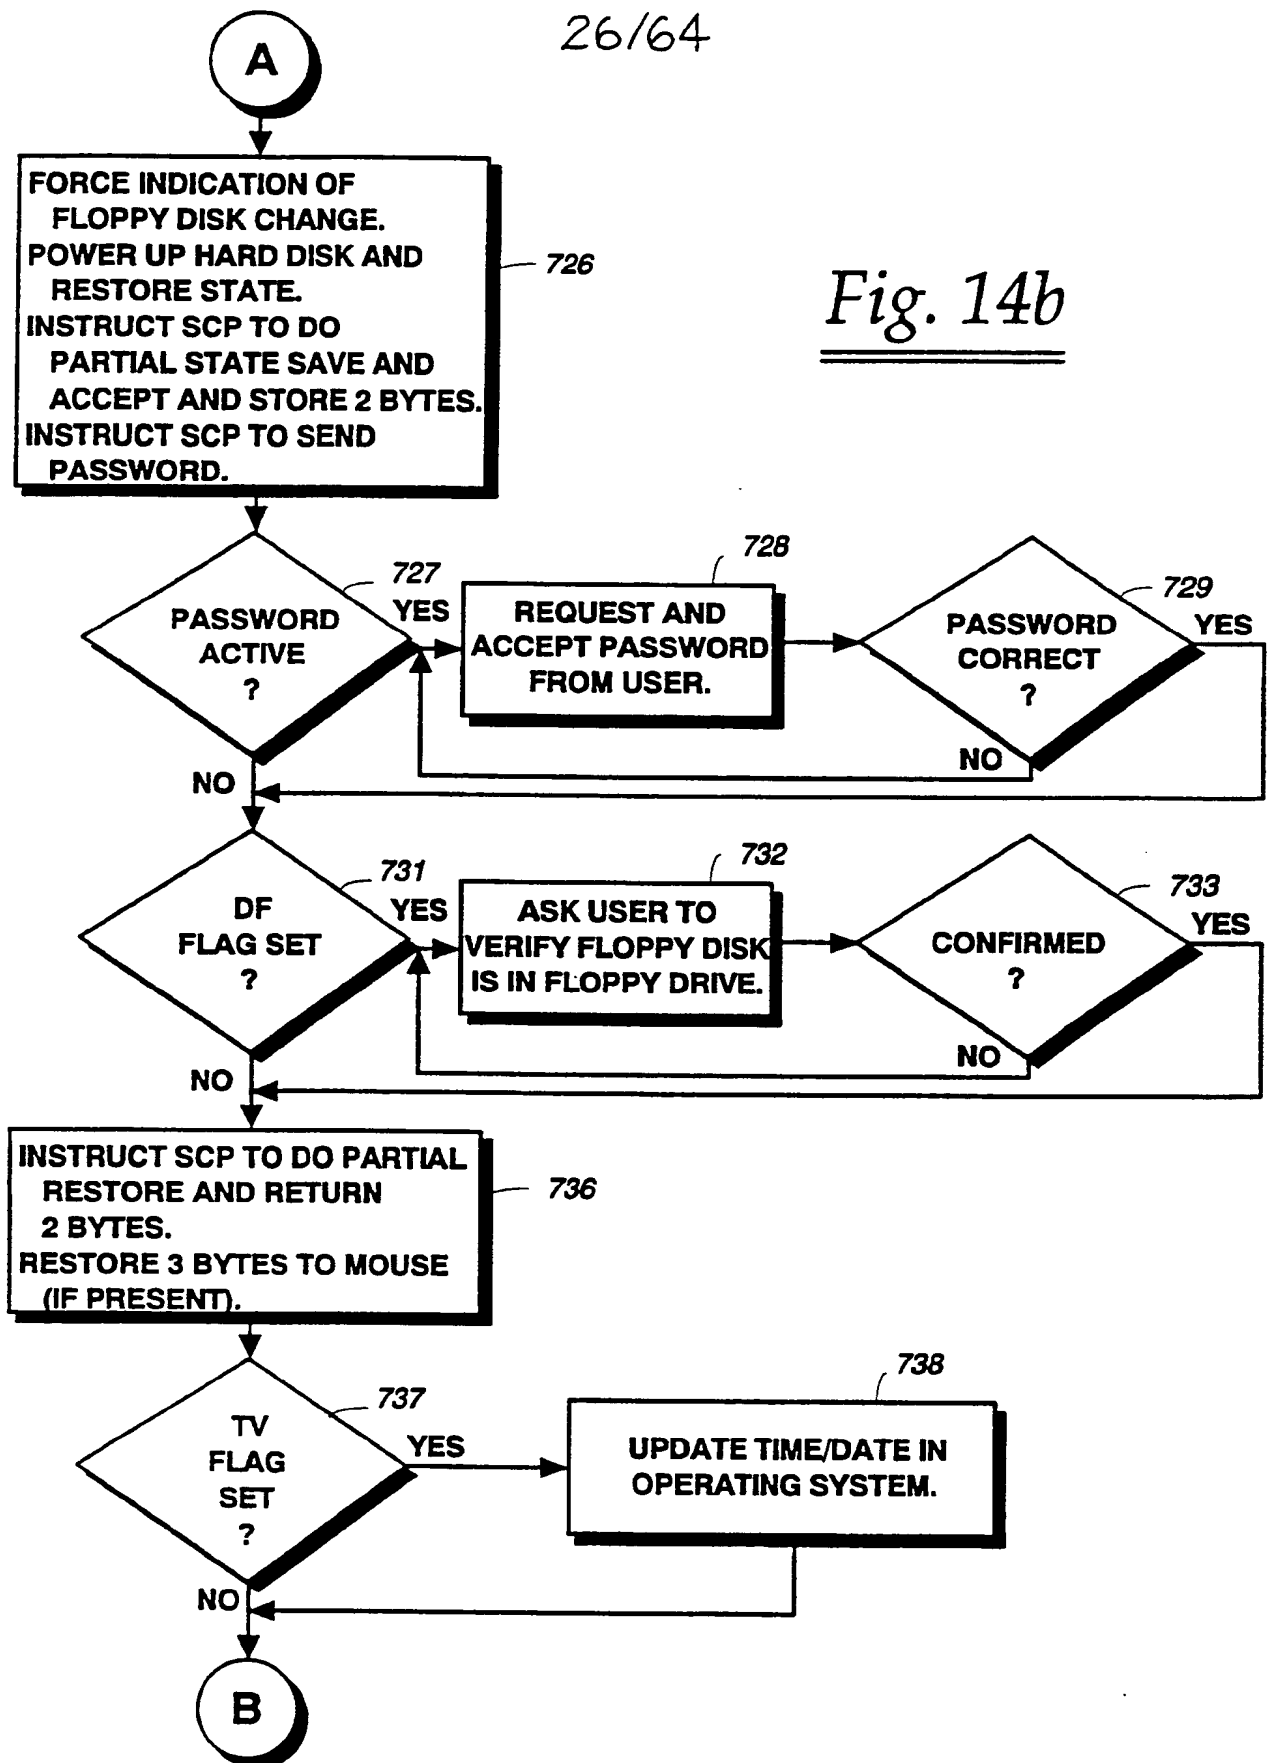 26/64
A
FORCE INDICATION OF
FLOPPY DISK CHANGE.
POWER UP HARD DISK AND
RESTORE STATE.
INSTRUCT SCP TO DO
PARTIAL STATE SAVE AND
ACCEPT AND STORE 2 BYTES.
INSTRUCT SCP TO SEND
PASSWORD.
726
Fig. 14b
727
PASSWORD
ACTIVE
?
YES
NO
728
REQUEST AND
ACCEPT PASSWORD
FROM USER.
729
PASSWORD
CORRECT
?
YES
NO
731
DF
FLAG SET
?
YES
NO
732
ASK USER TO
VERIFY FLOPPY DISK
IS IN FLOPPY DRIVE.
733
CONFIRMED
?
YES
NO
INSTRUCT SCP TO DO PARTIAL
RESTORE AND RETURN
2 BYTES.
RESTORE 3 BYTES TO MOUSE
(IF PRESENT).
736
737
TV
FLAG
SET
?
YES
NO
738
UPDATE TIME/DATE IN
OPERATING SYSTEM.
B